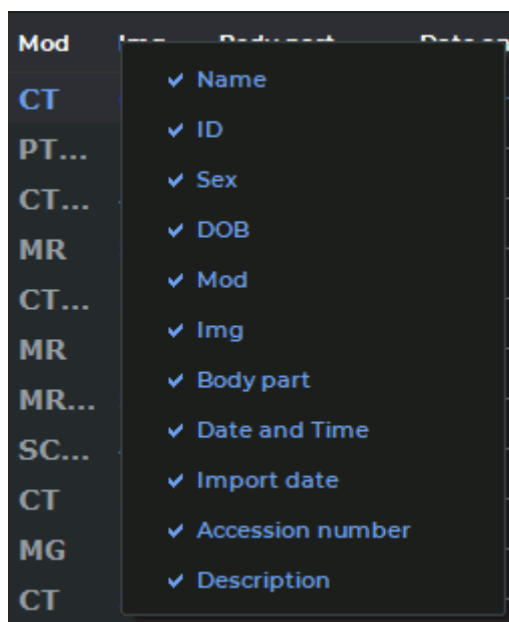 Mod
CT
PT...
CT...
MR
CT...
MR
MR...
SC...
CT
MG
CT
Name
ID
Sex
DOB
Mod
Img
Body part
Date and Time
Import date
Accession number
Description